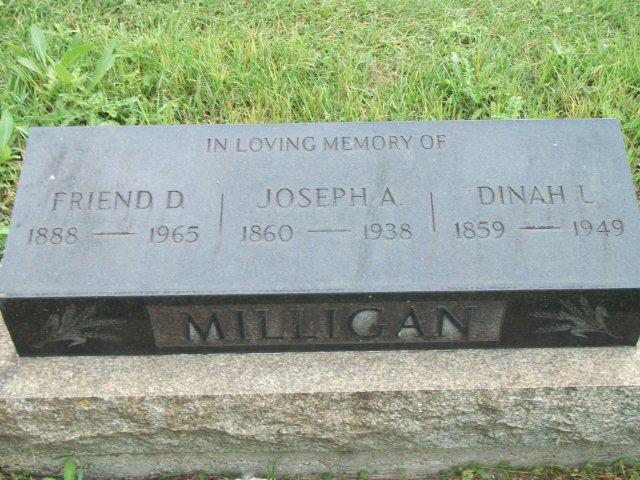 IN LOVING MEMORY OF
FRIEND D. JOSEPH A. DINAH L.
1888 — 1965 1860 — 1938 1859 — 1949
MILLIGAN